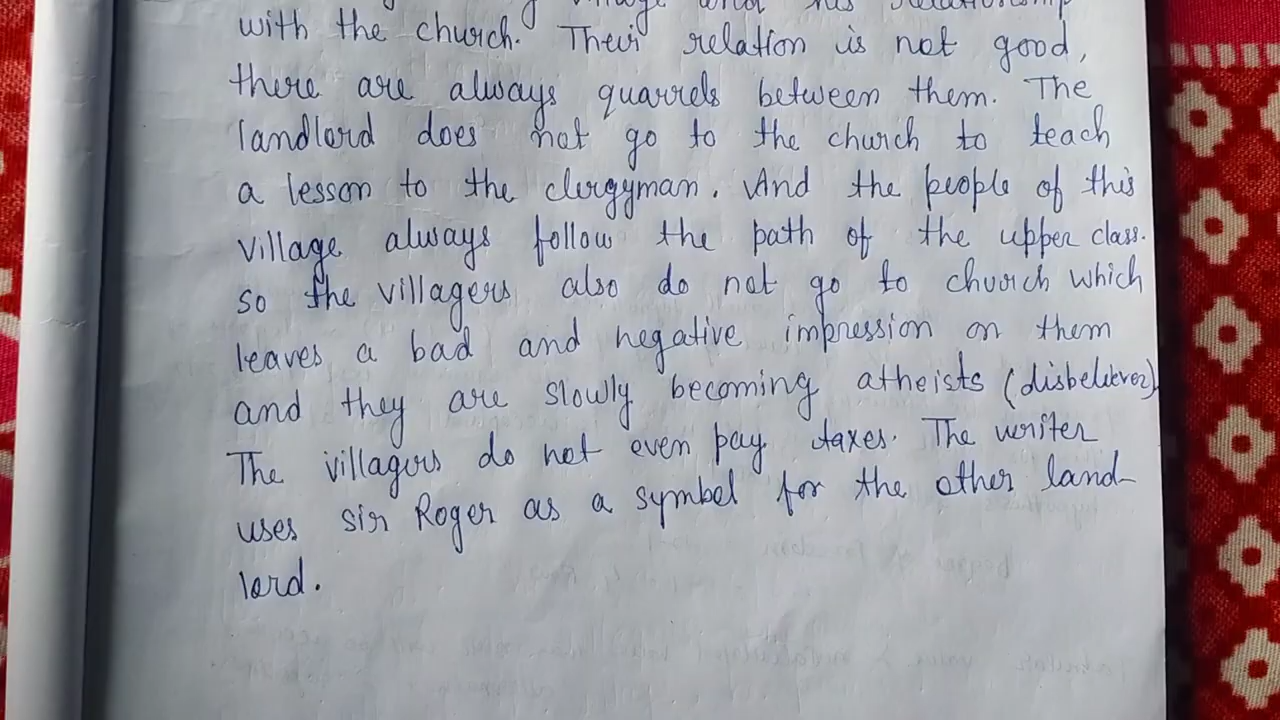 village and his relationship
with the church. Their relation is not good,
there are always quarrels between them. The
landlord does not go to the church to teach
a lesson to the clergyman. And the people of this
village always follow the path of the upper class.
so the villagers also do not go to church which
leaves a bad and negative impression on them
and they are slowly becoming atheists (disbeliever)
The villagers do not even pay taxes. The writer
uses sir Roger as a symbol for the other land-
lord.